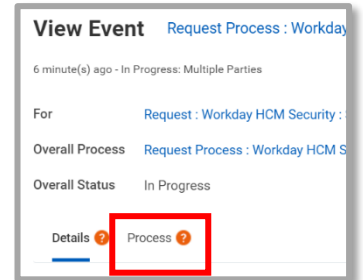 View Event Request Process : Workday
6 minute(s) ago - In Progress: Multiple Parties
For Request : Workday HCM Security :
Overall Process Request Process : Workday HCM S
Overall Status In Progress
Details ? Process ?